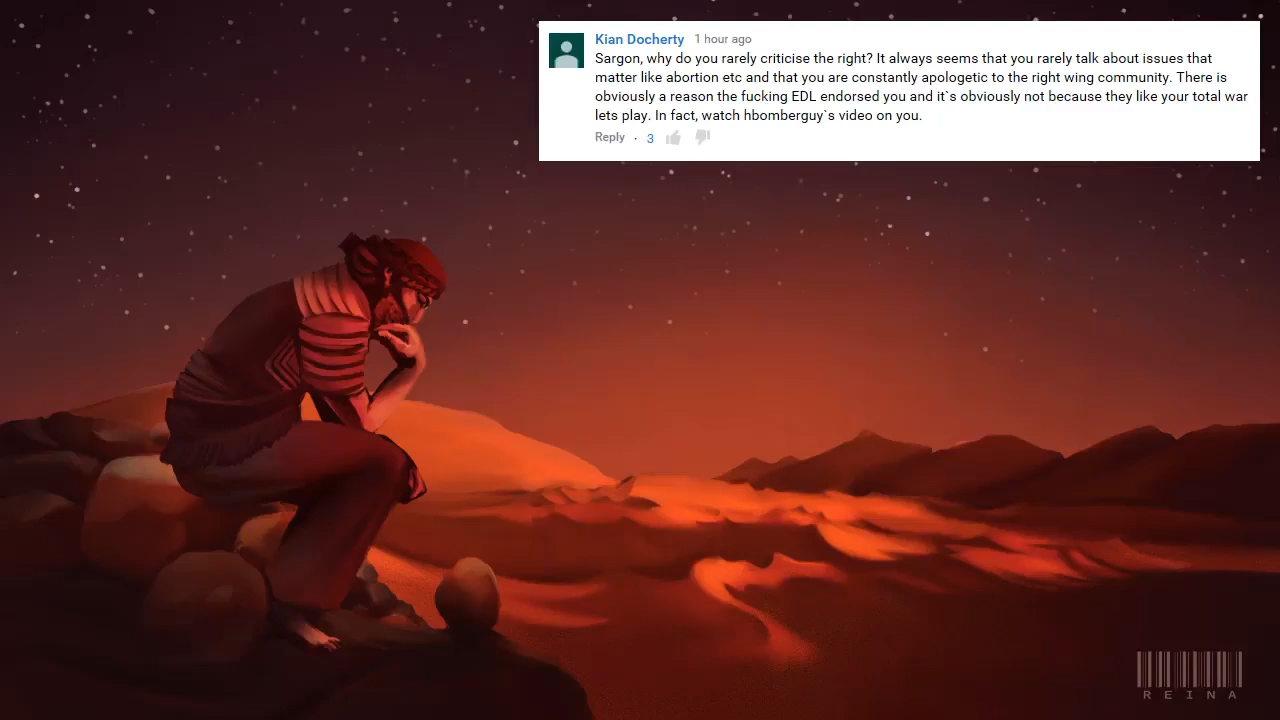 Kian Docherty 1 hour ago
Sargon, why do you rarely criticise the right? It always seems that you rarely talk about issues that
matter like abortion etc and that you are constantly apologetic to the right wing community. There is
obviously a reason the fucking EDL endorsed you and it`s obviously not because they like your total war
lets play. In fact, watch hbomberguy`s video on you.
Reply · 3
REINA